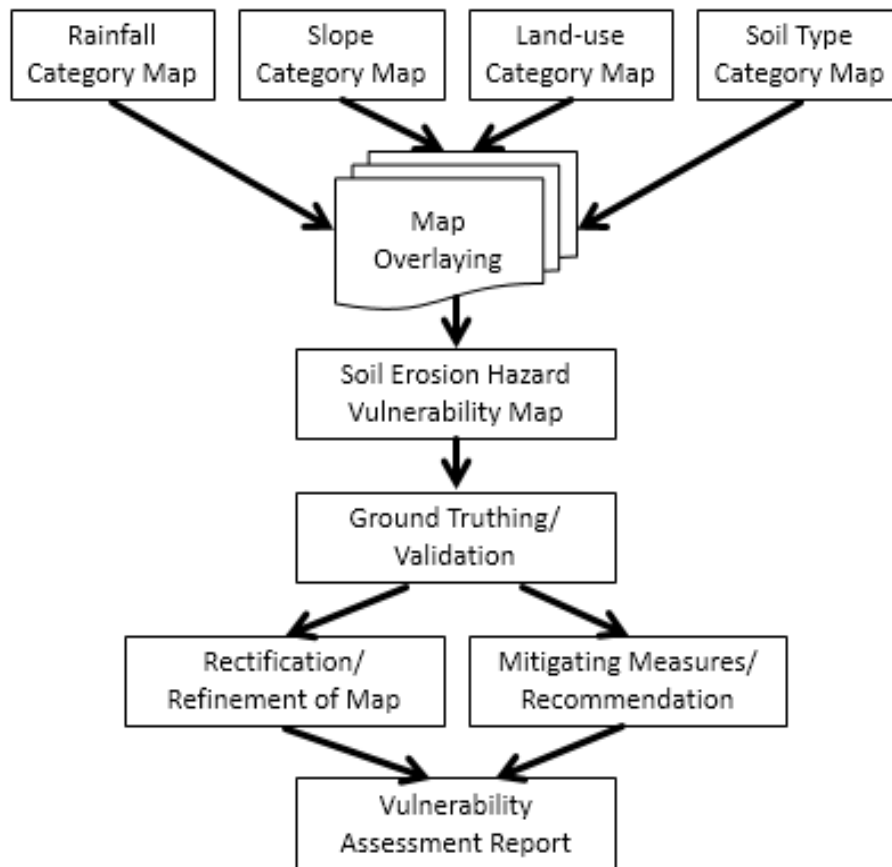 Rainfall
Category Map
Slope
Category Map
Land-use
Category Map
Soil Type
Category Map
Map
Overlaying
Soil Erosion Hazard
Vulnerability Map
Ground Truthing/
Validation
Rectification/
Refinement of Map
Mitigating Measures/
Recommendation
Vulnerability
Assessment Report